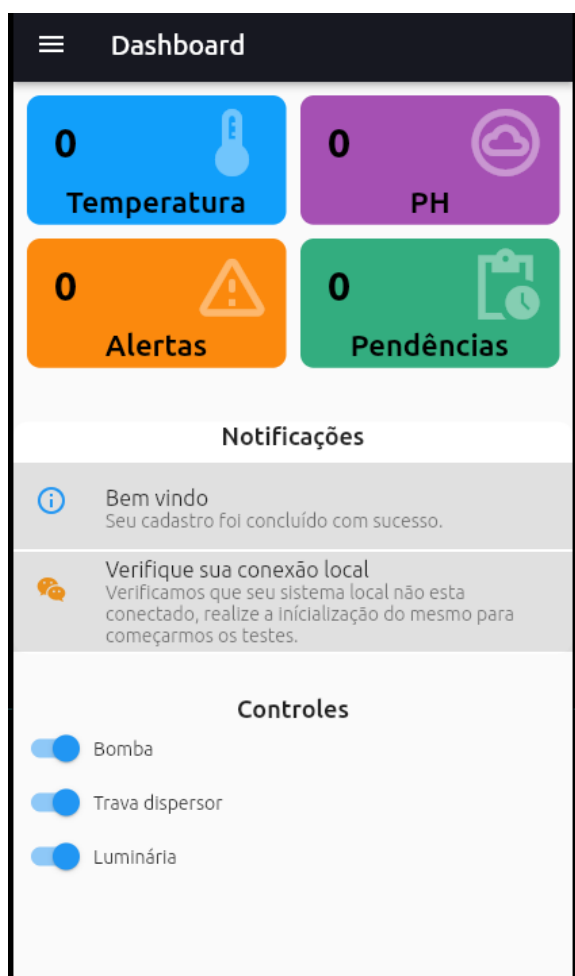 Dashboard
0
Temperatura
0
PH
0
Alertas
0
Pendências
Notificações
Bem vindo
Seu cadastro foi concluído com sucesso.
Verifique sua conexão local
Verificamos que seu sistema local não esta
conectado, realize a inícialização do mesmo para
começarmos os testes.
Controles
Bomba
Trava dispersor
Luminária